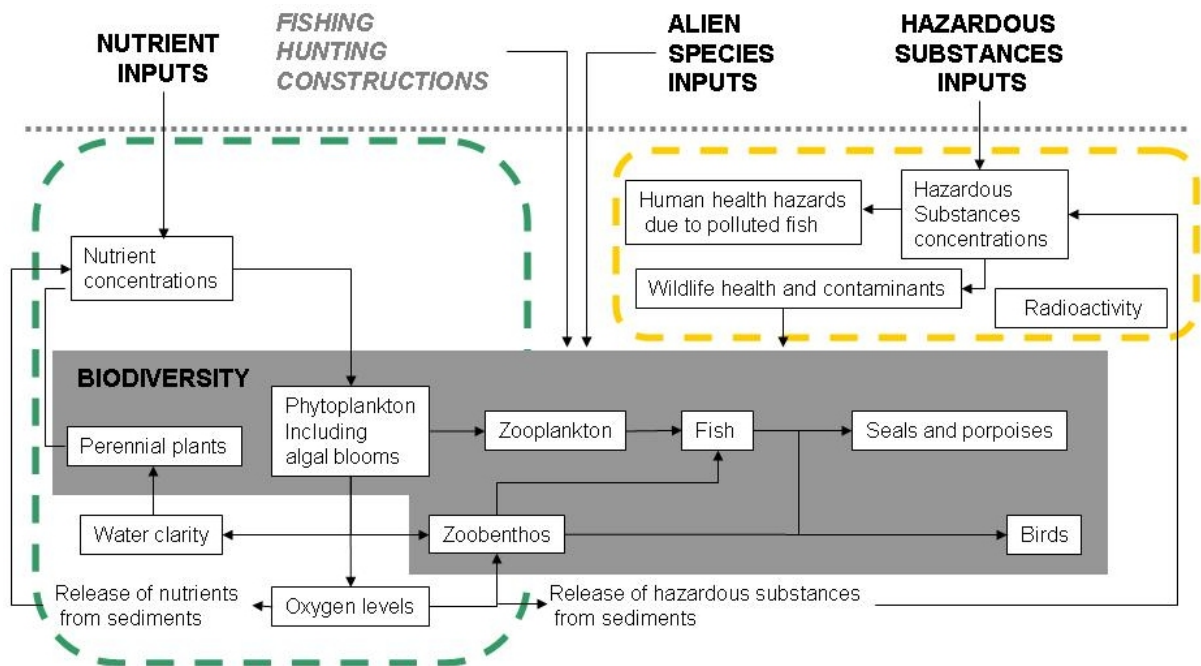 NUTRIENT
INPUTS
FISHING
HUNTING
CONSTRUCTIONS
ALIEN
SPECIES
INPUTS
HAZARDOUS
SUBSTANCES
INPUTS
Human health hazards
due to polluted fish
Hazardous
Substances
concentrations
Nutrient
concentrations
Wildlife health and contaminants
Radioactivity
BIODIVERSITY
Phytoplankton
Including
algal blooms
Perennial plants
Zooplankton
Fish
Seals and porpoises
Water clarity
Zoobenthos
Birds
Release of nutrients
from sediments
Oxygen levels
Release of hazardous substances
from sediments